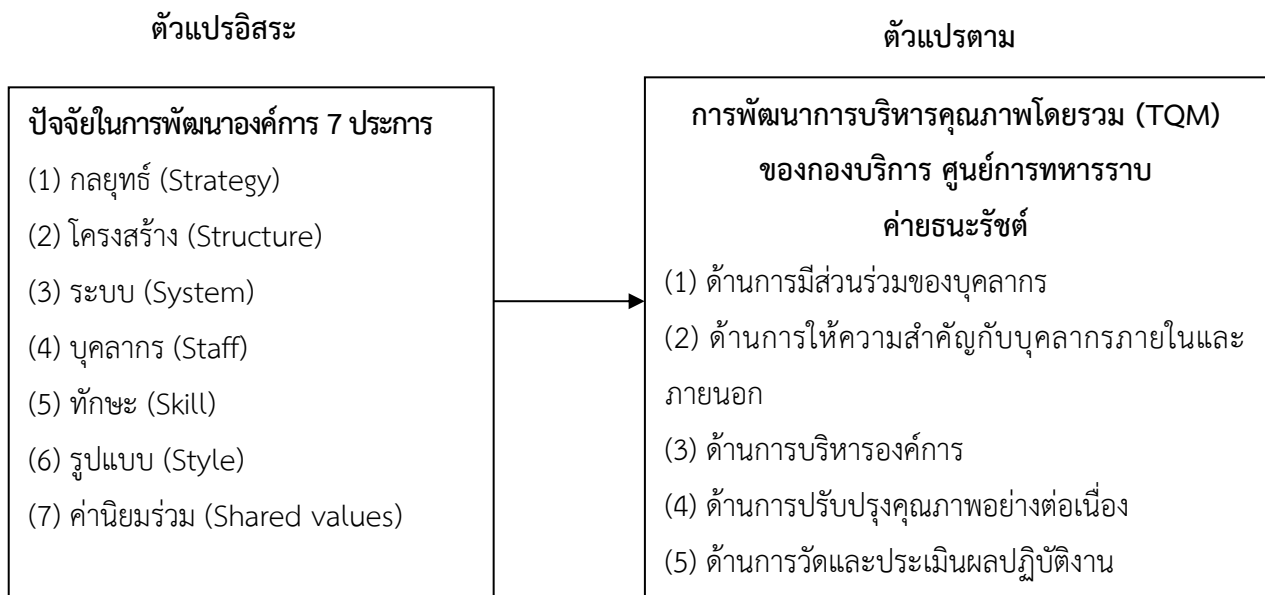 ตัวแปรอิสระ
ปัจจัยในการพัฒนาองค์การ 7 ประการ
(1) กลยุทธ์ (Strategy)
(2) โครงสร้าง (Structure)
(3) ระบบ (System)
(4) บุคลากร (Staff)
(5) ทักษะ (Skill)
(6) รูปแบบ (Style)
(7) ค่านิยมร่วม (Shared values)
ตัวแปรตาม
การพัฒนาการบริหารคุณภาพโดยรวม (TQM)
ของกองบริการ ศูนย์การทหารราบ
ค่ายธนะรัชต์
(1) ด้านการมีส่วนร่วมของบุคลากร
(2) ด้านการให้ความสำคัญกับบุคลากรภายในและ
ภายนอก
(3) ด้านการบริหารองค์การ
(4) ด้านการปรับปรุงคุณภาพอย่างต่อเนื่อง
(5) ด้านการวัดและประเมินผลปฏิบัติงาน